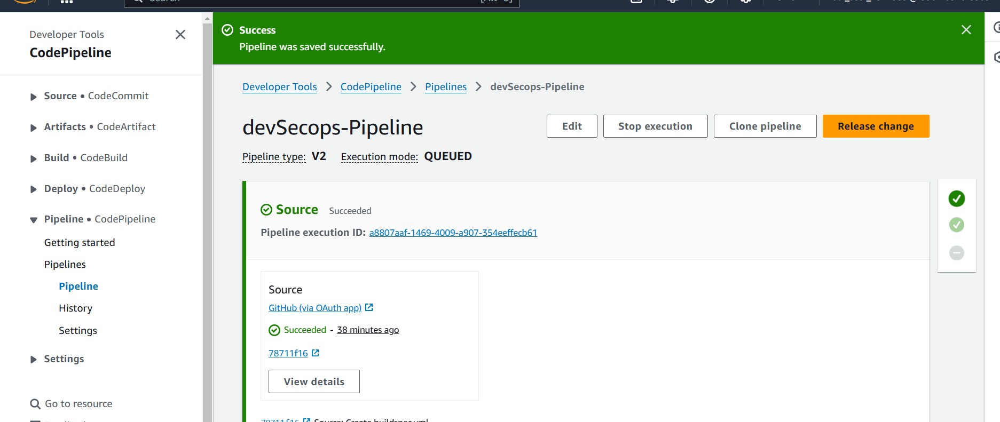 Search
[Alt+S]
Developer Tools
CodePipeline
Source • CodeCommit
Artifacts • CodeArtifact
Build • CodeBuild
Deploy • CodeDeploy
Pipeline • CodePipeline
Getting started
Pipelines
Pipeline
History
Settings
Settings
Go to resource
Success
Pipeline was saved successfully.
Developer Tools > CodePipeline > Pipelines > devSecops-Pipeline
devSecops-Pipeline
Edit
Stop execution
Clone pipeline
Release change
Pipeline type: V2 Execution mode: QUEUED
Source Succeeded
Pipeline execution ID: a8807aaf-1469-4009-a907-354eeffecb61
Source
GitHub (via OAuth app)
Succeeded - 38 minutes ago
78711f16
View details
78711f16 Source: Create buildspec.yml